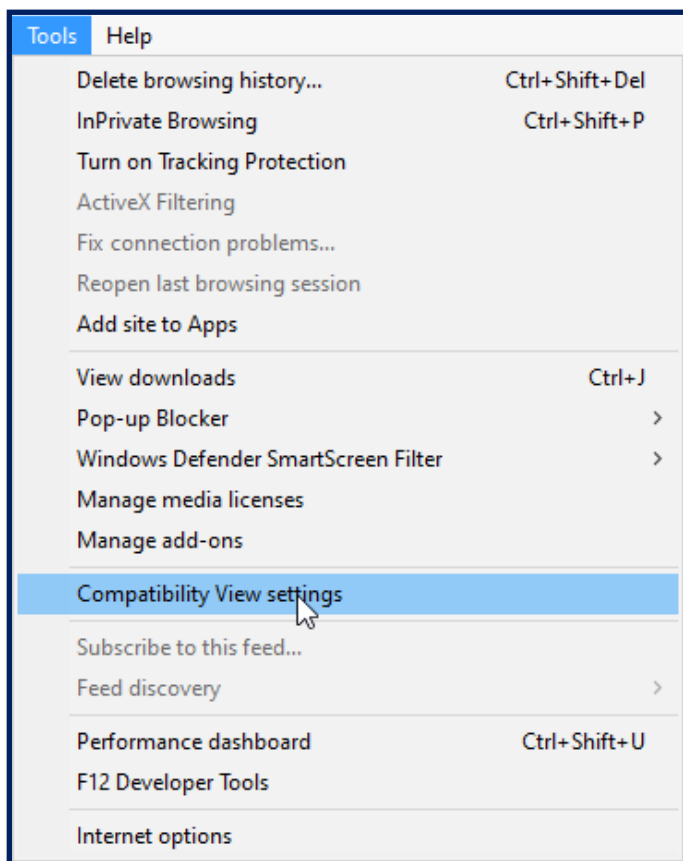 Tools Help
Delete browsing history... Ctrl+Shift+Del
InPrivate Browsing Ctrl+Shift+P
Turn on Tracking Protection
ActiveX Filtering
Fix connection problems...
Reopen last browsing session
Add site to Apps
View downloads Ctrl+J
Pop-up Blocker >
Windows Defender SmartScreen Filter >
Manage media licenses
Manage add-ons
Compatibility View settings
Subscribe to this feed...
Feed discovery >
Performance dashboard Ctrl+Shift+U
F12 Developer Tools
Internet options